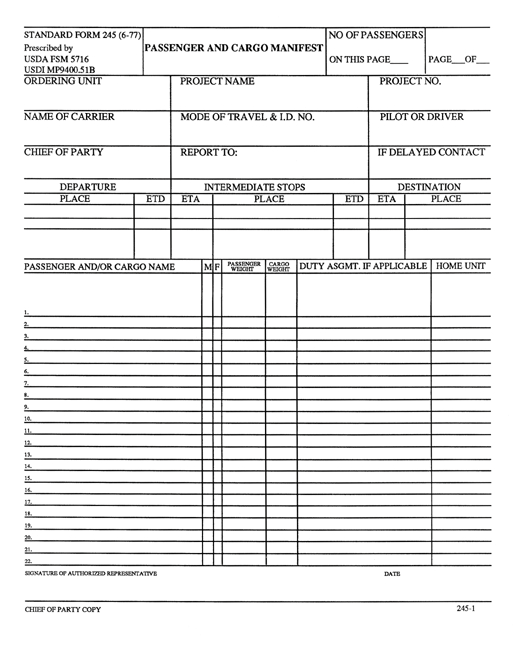 STANDARD FORM 245 (6-77)
Prescribed by
USDA FSM 5716
USDI MP9400.51B
PASSENGER AND CARGO MANIFEST
NO OF PASSENGERS
ON THIS PAGE____
PAGE__OF__
ORDERING UNIT
PROJECT NAME
PROJECT NO.
NAME OF CARRIER
MODE OF TRAVEL & I.D. NO.
PILOT OR DRIVER
CHIEF OF PARTY
REPORT TO:
IF DELAYED CONTACT
DEPARTURE
INTERMEDIATE STOPS
DESTINATION
PLACE
ETD
ETA
PLACE
ETD
ETA
PLACE
PASSENGER AND/OR CARGO NAME
M
F
PASSENGER
WEIGHT
CARGO
WEIGHT
DUTY ASGMT. IF APPLICABLE
HOME UNIT
1.
2.
3.
4.
5.
6.
7.
8.
9.
10.
11.
12.
13.
14.
15.
16.
17.
18.
19.
20.
21.
22.
SIGNATURE OF AUTHORIZED REPRESENTATIVE
DATE
CHIEF OF PARTY COPY
245-1